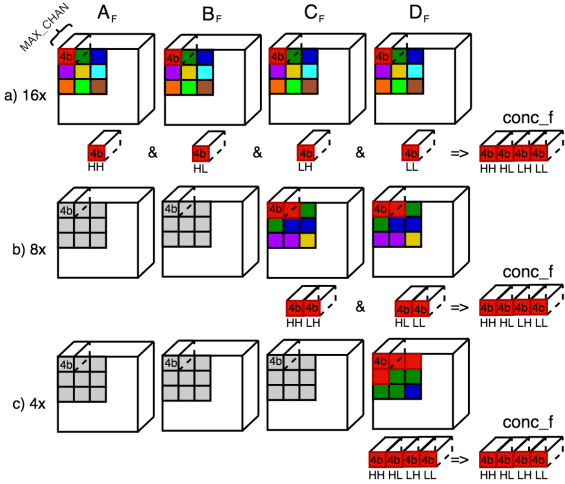 MAX_CHAN
A_F B_F C_F D_F
4b 4b 4b 4b
a) 16x
conc_f
4b & 4b & 4b & 4b => 4b 4b 4b 4b
HH HL LH LL HH HL LH LL
4b 4b 4b 4b
b) 8x
conc_f
4b 4b & 4b 4b => 4b 4b 4b 4b
HH LH HL LL HH HL LH LL
4b 4b 4b 4b
c) 4x
conc_f
4b 4b 4b 4b => 4b 4b 4b 4b
HH HL LH LL HH HL LH LL